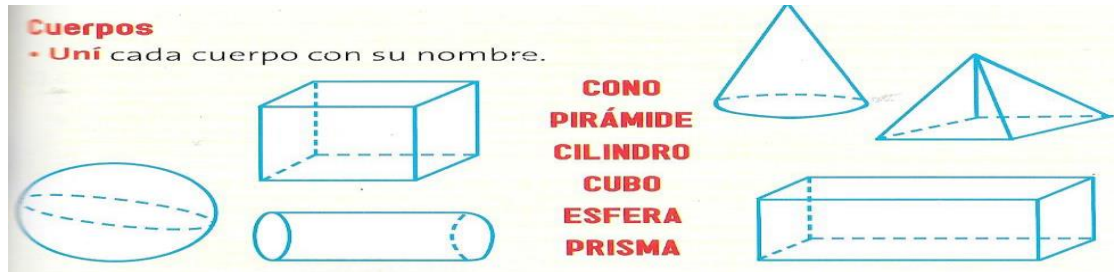 Cuerpos
• Uní cada cuerpo con su nombre.
CONO
PIRÁMIDE
CILINDRO
CUBO
ESFERA
PRISMA